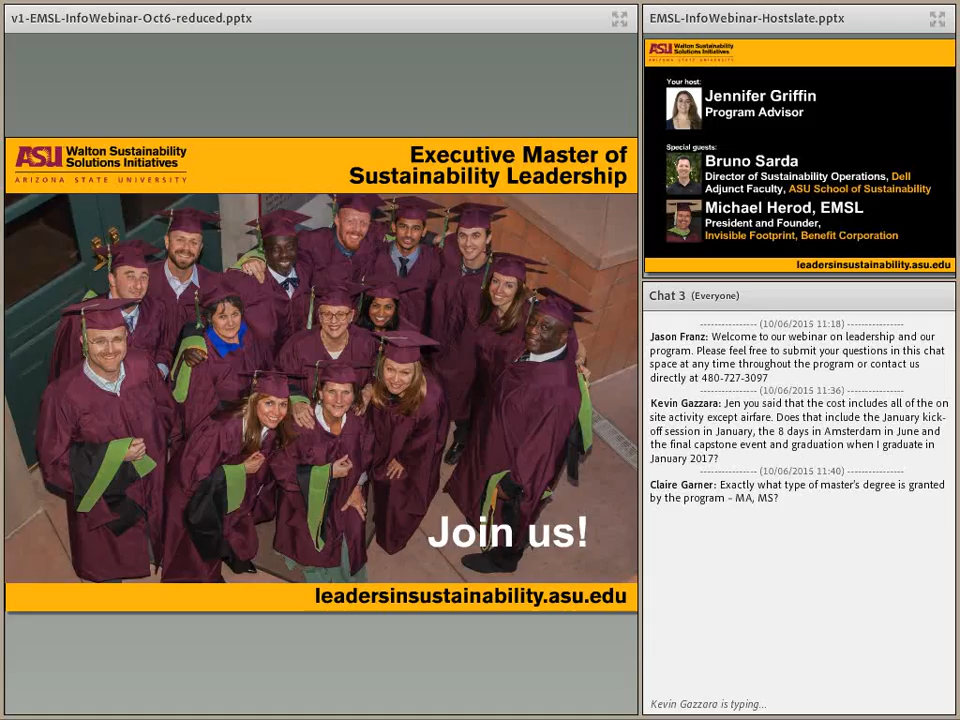 v1-EMSL-InfoWebinar-Oct6-reduced.pptx
ASU Walton Sustainability
Solutions Initiatives
ARIZONA STATE UNIVERSITY
Executive Master of
Sustainability Leadership
Join us!
leadersinsustainability.asu.edu
EMSL-InfoWebinar-Hostslate.pptx
ASU Walton Sustainability
Solutions Initiatives
ARIZONA STATE UNIVERSITY
Your host:
Jennifer Griffin
Program Advisor
Special guests:
Bruno Sarda
Director of Sustainability Operations, Dell
Adjunct Faculty, ASU School of Sustainability
Michael Herod, EMSL
President and Founder,
Invisible Footprint, Benefit Corporation
leadersinsustainability.asu.edu
Chat 3 (Everyone)
---------------- (10/06/2015 11:18) ----------------
Jason Franz: Welcome to our webinar on leadership and our
program. Please feel free to submit your questions in this chat
space at any time throughout the program or contact us
directly at 480-727-3097
---------------- (10/06/2015 11:36) ----------------
Kevin Gazzara: Jen you said that the cost includes all of the on
site activity except airfare. Does that include the January kick-
off session in January, the 8 days in Amsterdam in June and
the final capstone event and graduation when I graduate in
January 2017?
---------------- (10/06/2015 11:40) ----------------
Claire Garner: Exactly what type of master's degree is granted
by the program - MA, MS?
Kevin Gazzara is typing...